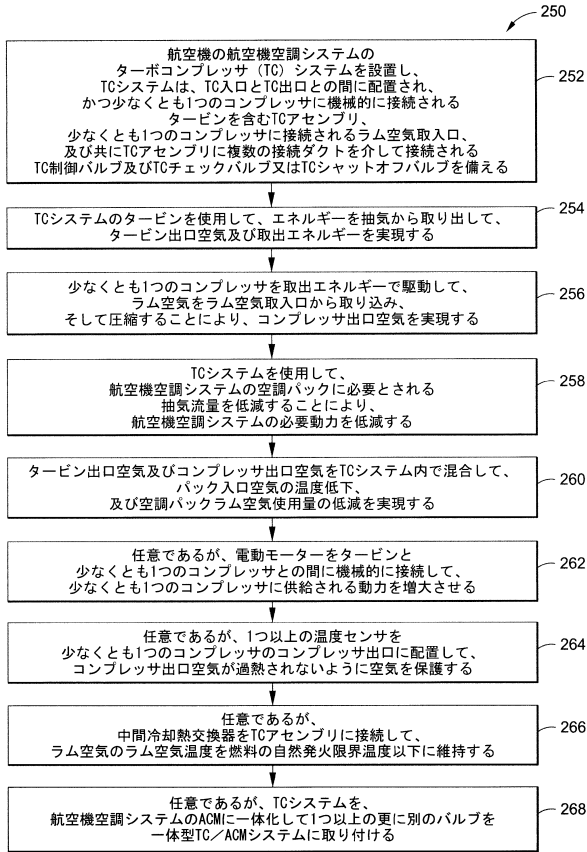 250
航空機の航空機空調システムの
ターボコンプレッサ（TC）システムを設置し、
TCシステムは、TC入口とTC出口との間に配置され、
かつ少なくとも1つのコンプレッサに機械的に接続される
タービンを含むTCアセンブリ、
少なくとも1つのコンプレッサに接続されるラム空気取入口、
及び共にTCアセンブリに複数の接続ダクトを介して接続される
TC制御バルブ及びTCチェックバルブ又はTCシャットオフバルブを備える
252
TCシステムのタービンを使用して、エネルギーを抽気から取り出して、
タービン出口空気及び取出エネルギーを実現する
254
少なくとも1つのコンプレッサを取出エネルギーで駆動して、
ラム空気をラム空気取入口から取り込み、
そして圧縮することにより、コンプレッサ出口空気を実現する
256
TCシステムを使用して、
航空機空調システムの空調パックに必要とされる
抽気流量を低減することにより、
航空機空調システムの必要動力を低減する
258
タービン出口空気及びコンプレッサ出口空気をTCシステム内で混合して、
パック入口空気の温度低下、
及び空調パックラム空気使用量の低減を実現する
260
任意であるが、電動モーターをタービンと
少なくとも1つのコンプレッサとの間に機械的に接続して、
少なくとも1つのコンプレッサに供給される動力を増大させる
262
任意であるが、1つ以上の温度センサを
少なくとも1つのコンプレッサのコンプレッサ出口に配置して、
コンプレッサ出口空気が過熱されないように空気を保護する
264
任意であるが、
中間冷却熱交換器をTCアセンブリに接続して、
ラム空気のラム空気温度を燃料の自然発火限界温度以下に維持する
266
任意であるが、TCシステムを、
航空機空調システムのACMに一体化して1つ以上の更に別のバルブを
一体型TC／ACMシステムに取り付ける
268